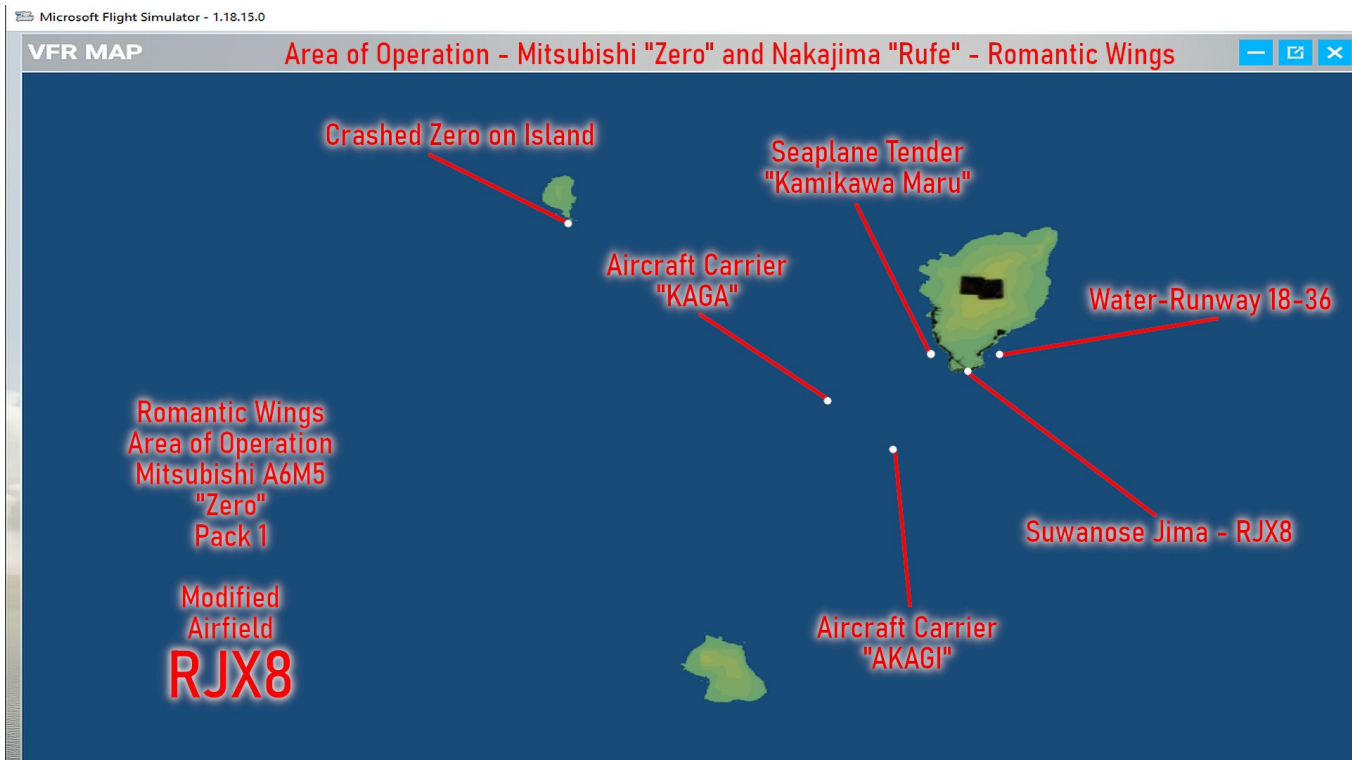 Microsoft Flight Simulator - 1.18.15.0
VFR MAP
Area of Operation - Mitsubishi "Zero" and Nakajima "Rufe" - Romantic Wings
Crashed Zero on Island
Seaplane Tender
"Kamikawa Maru"
Aircraft Carrier
"KAGA"
Water-Runway 18-36
Romantic Wings
Area of Operation
Mitsubishi A6M5
"Zero"
Pack 1
Suwanose Jima - RJX8
Modified
Airfield
RJX8
Aircraft Carrier
"AKAGI"